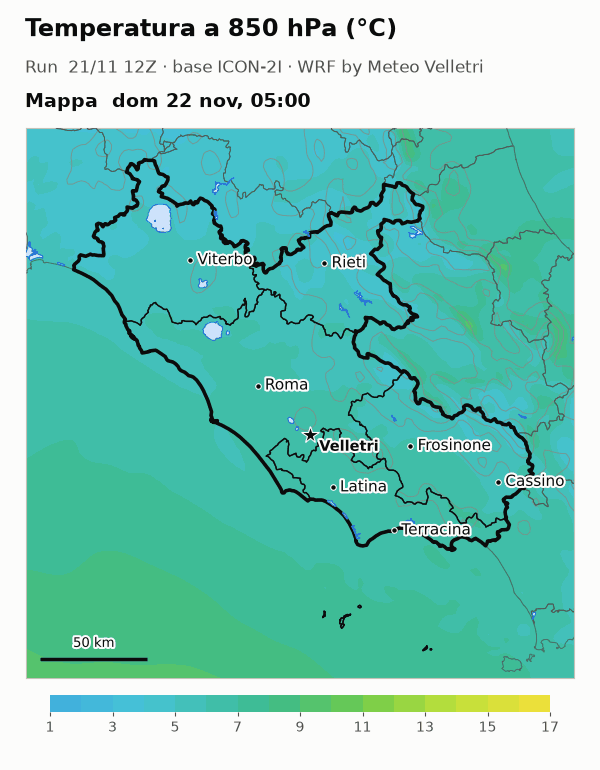 Temperatura a 850 hPa (°C)
Run  21/11 12Z · base ICON-2I · WRF by Meteo Velletri
Mappa  dom 22 nov, 05:00
Viterbo
Rieti
Roma
Velletri
Frosinone
Latina
Cassino
Terracina
50 km
1 3 5 7 9 11 13 15 17